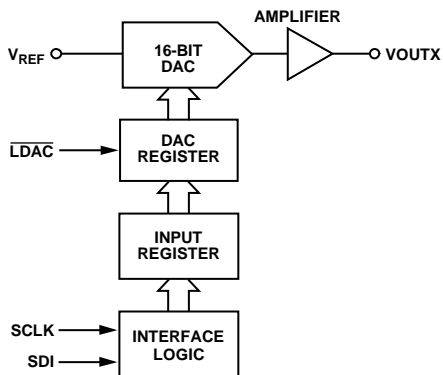 AMPLIFIER
VREF
16-BIT
DAC
VOUTX
LDAC
DAC
REGISTER
INPUT
REGISTER
SCLK
SDI
INTERFACE
LOGIC